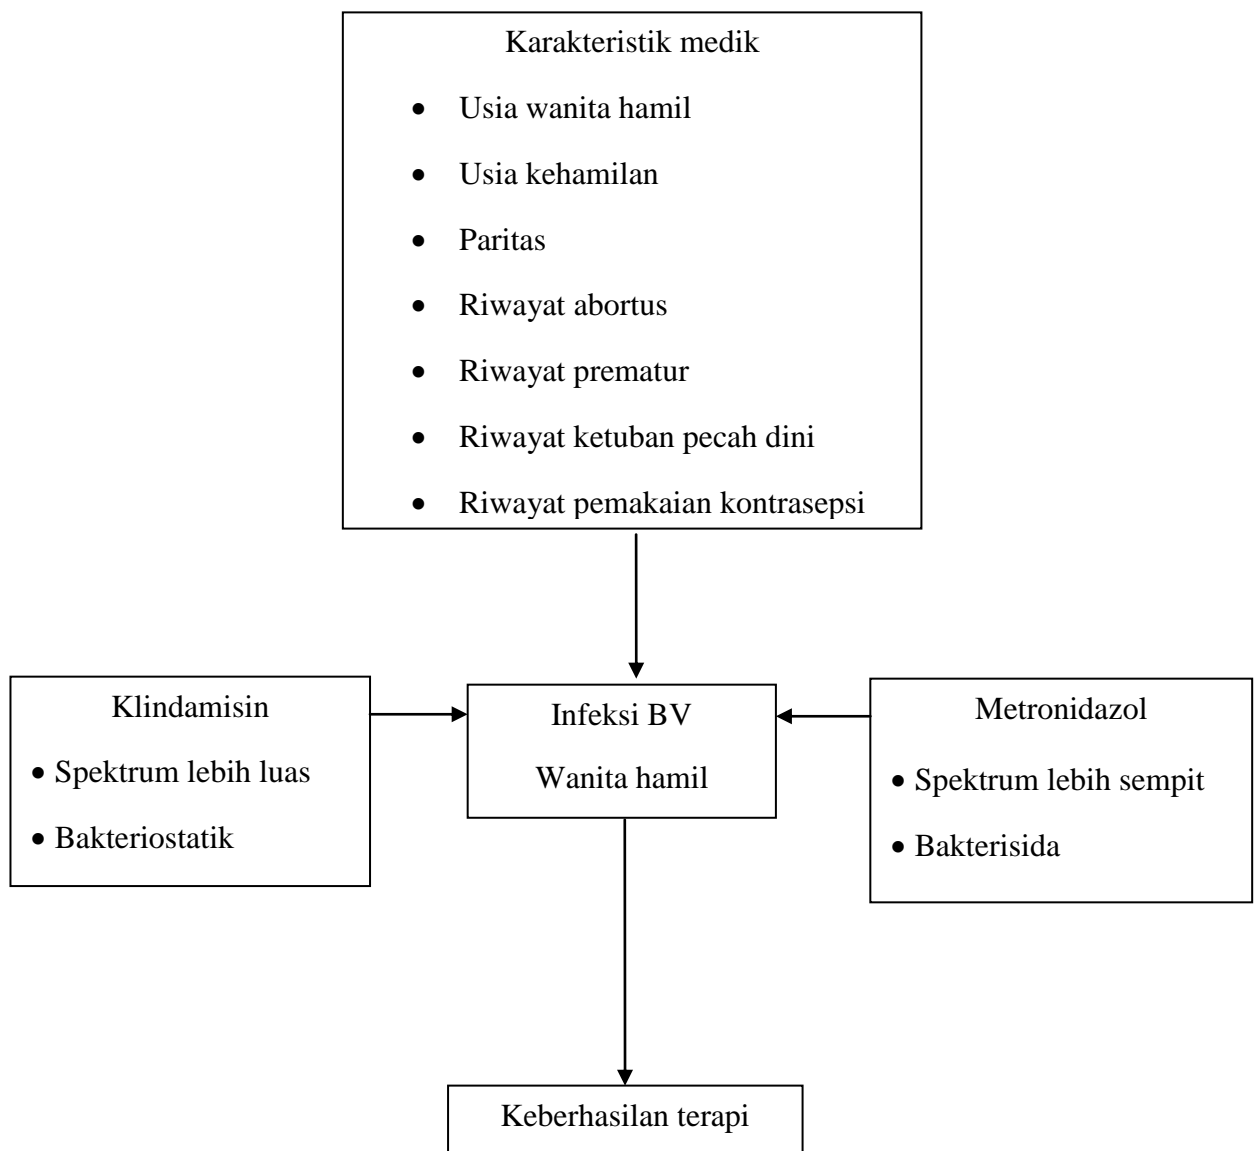 Karakteristik medik
• Usia wanita hamil
• Usia kehamilan
• Paritas
• Riwayat abortus
• Riwayat prematur
• Riwayat ketuban pecah dini
• Riwayat pemakaian kontrasepsi
Klindamisin
• Spektrum lebih luas
• Bakteriostatik
Infeksi BV
Wanita hamil
Metronidazol
• Spektrum lebih sempit
• Bakterisida
Keberhasilan terapi